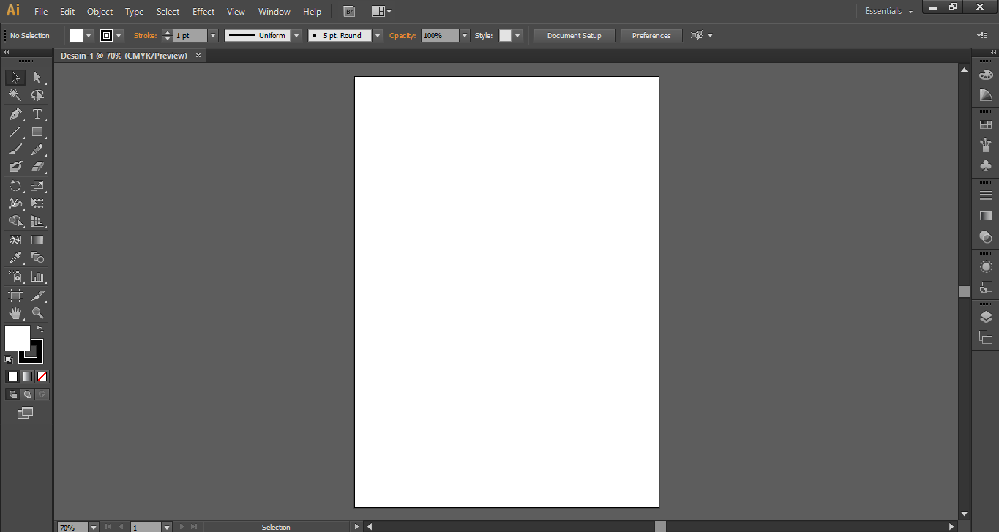 Ai File Edit Object Type Select Effect View Window Help Br Essentials
No Selection Stroke: 1 pt Uniform 5 pt. Round Opacity: 100% Style: Document Setup Preferences
Desain-1 @ 70% (CMYK/Preview)
T
70% 1 Selection